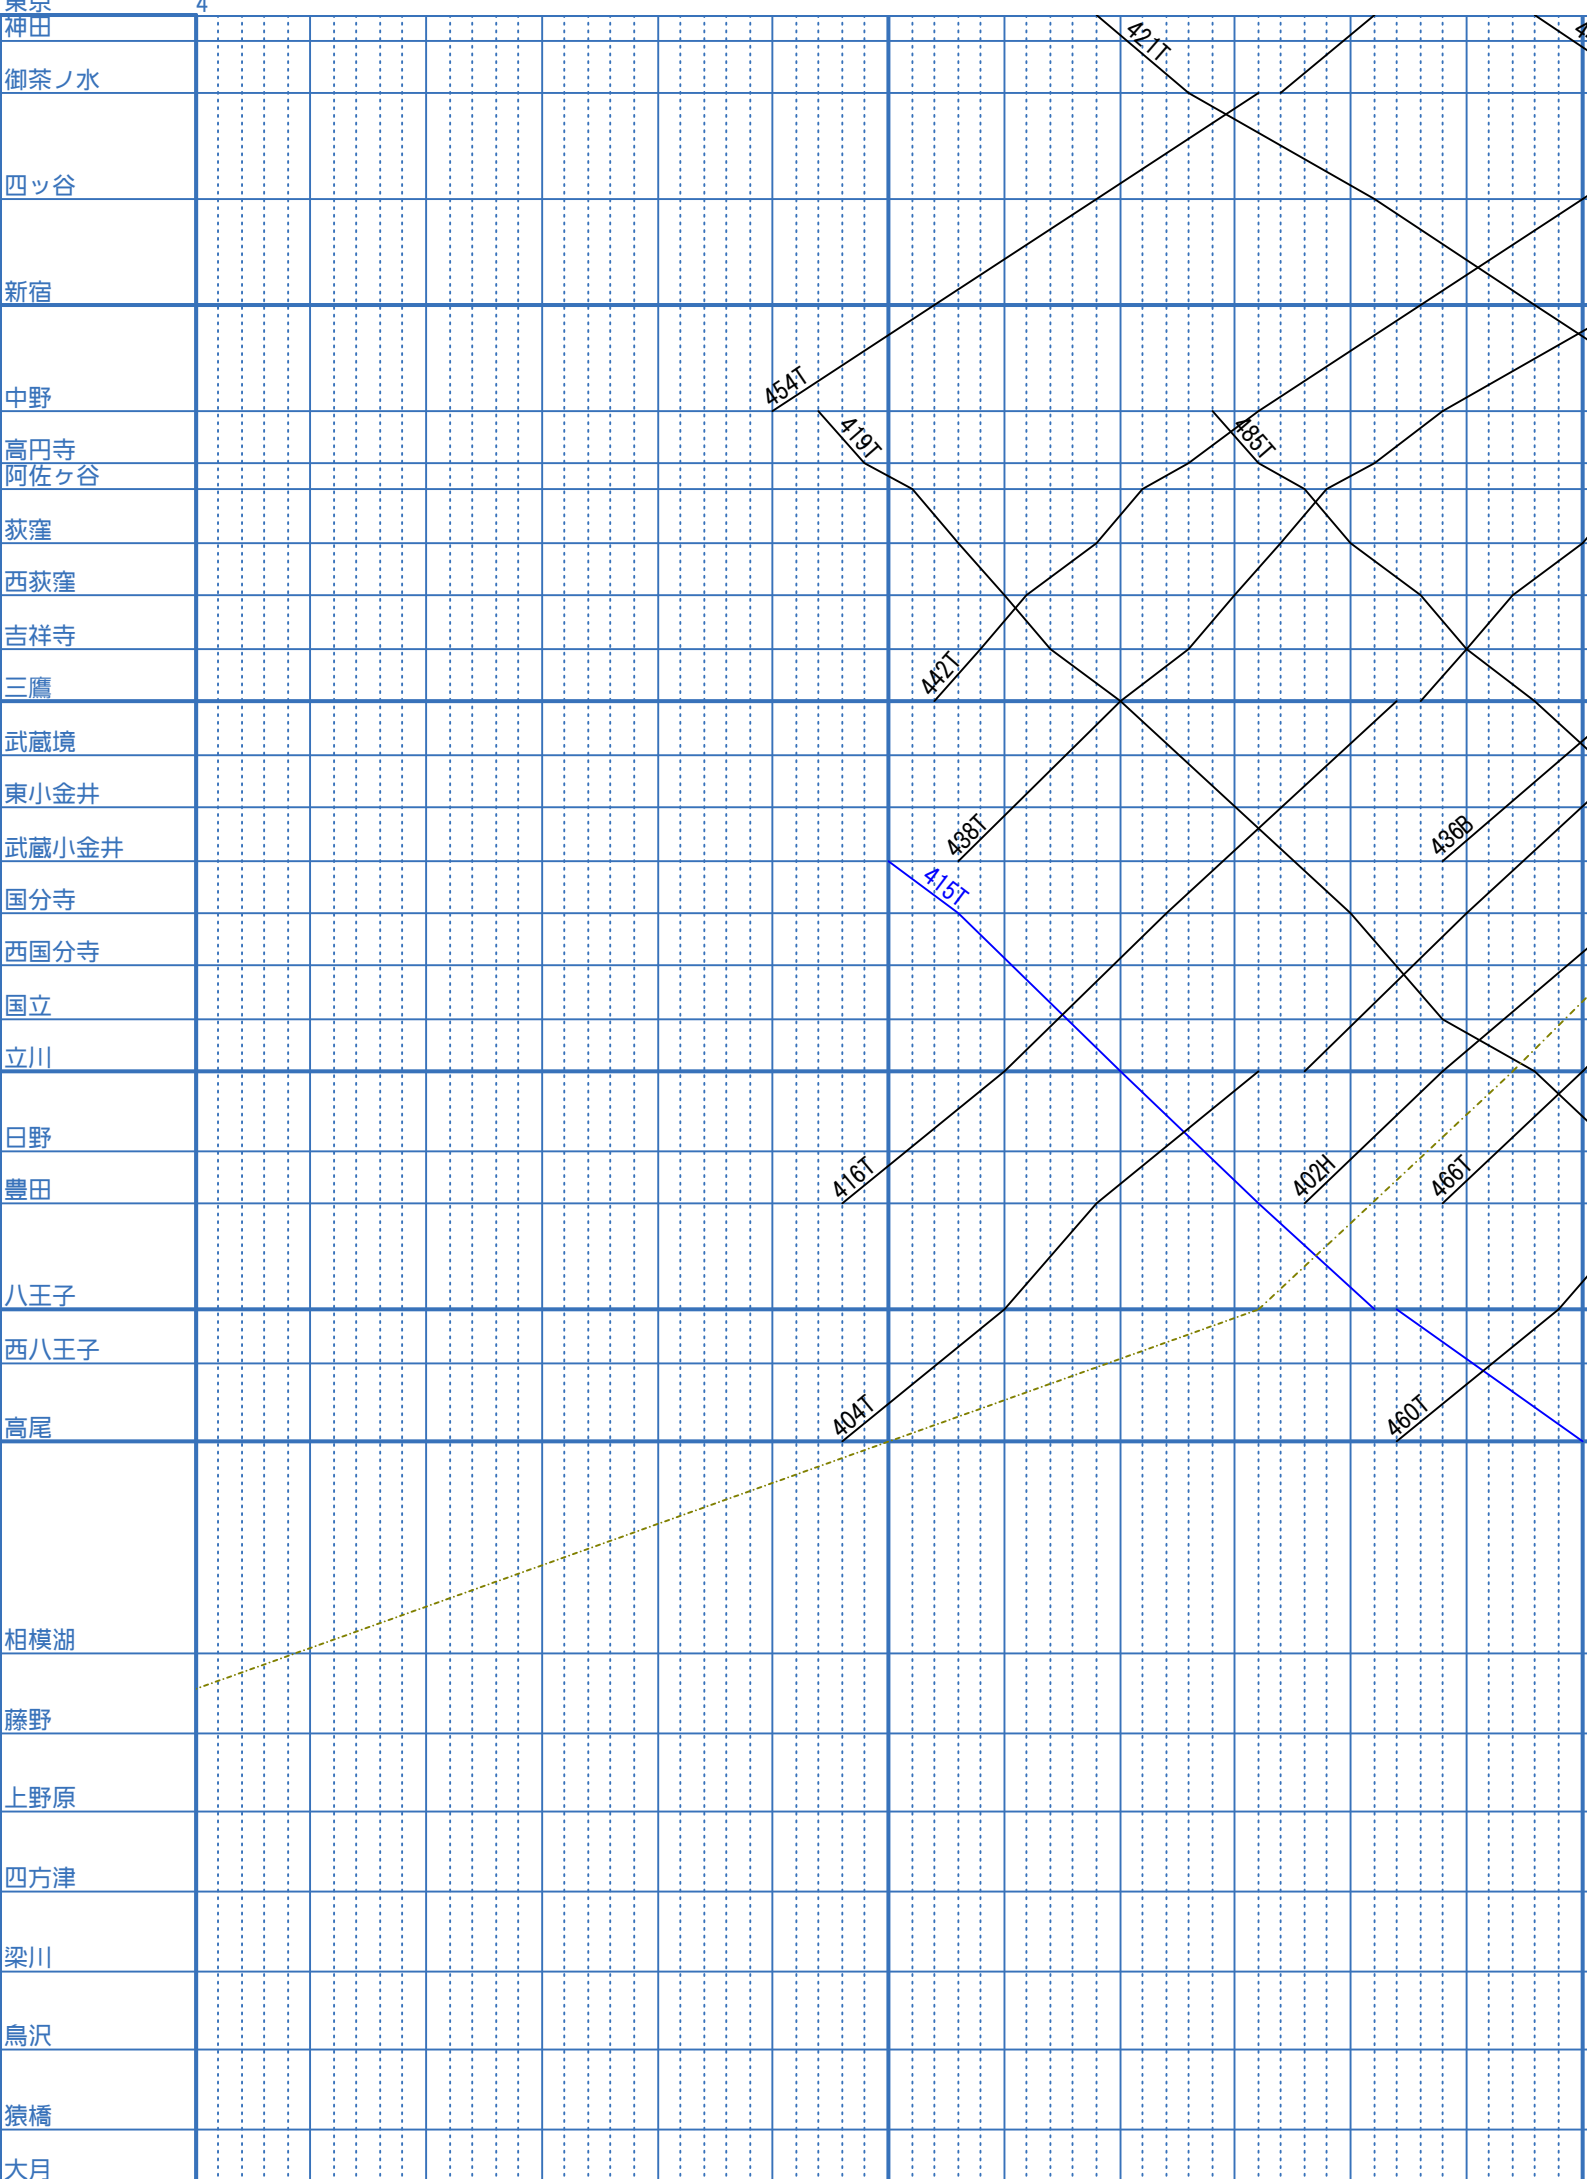 東京 4
神田
421T
御茶ノ水
四ッ谷
新宿
454T
中野
419T
485T
高円寺
阿佐ヶ谷
荻窪
西荻窪
吉祥寺
442T
三鷹
武蔵境
東小金井
438T
436B
武蔵小金井
415T
国分寺
西国分寺
国立
立川
日野
416T
402H
466T
豊田
八王子
西八王子
404T
460T
高尾
相模湖
藤野
上野原
四方津
梁川
鳥沢
猿橋
大月